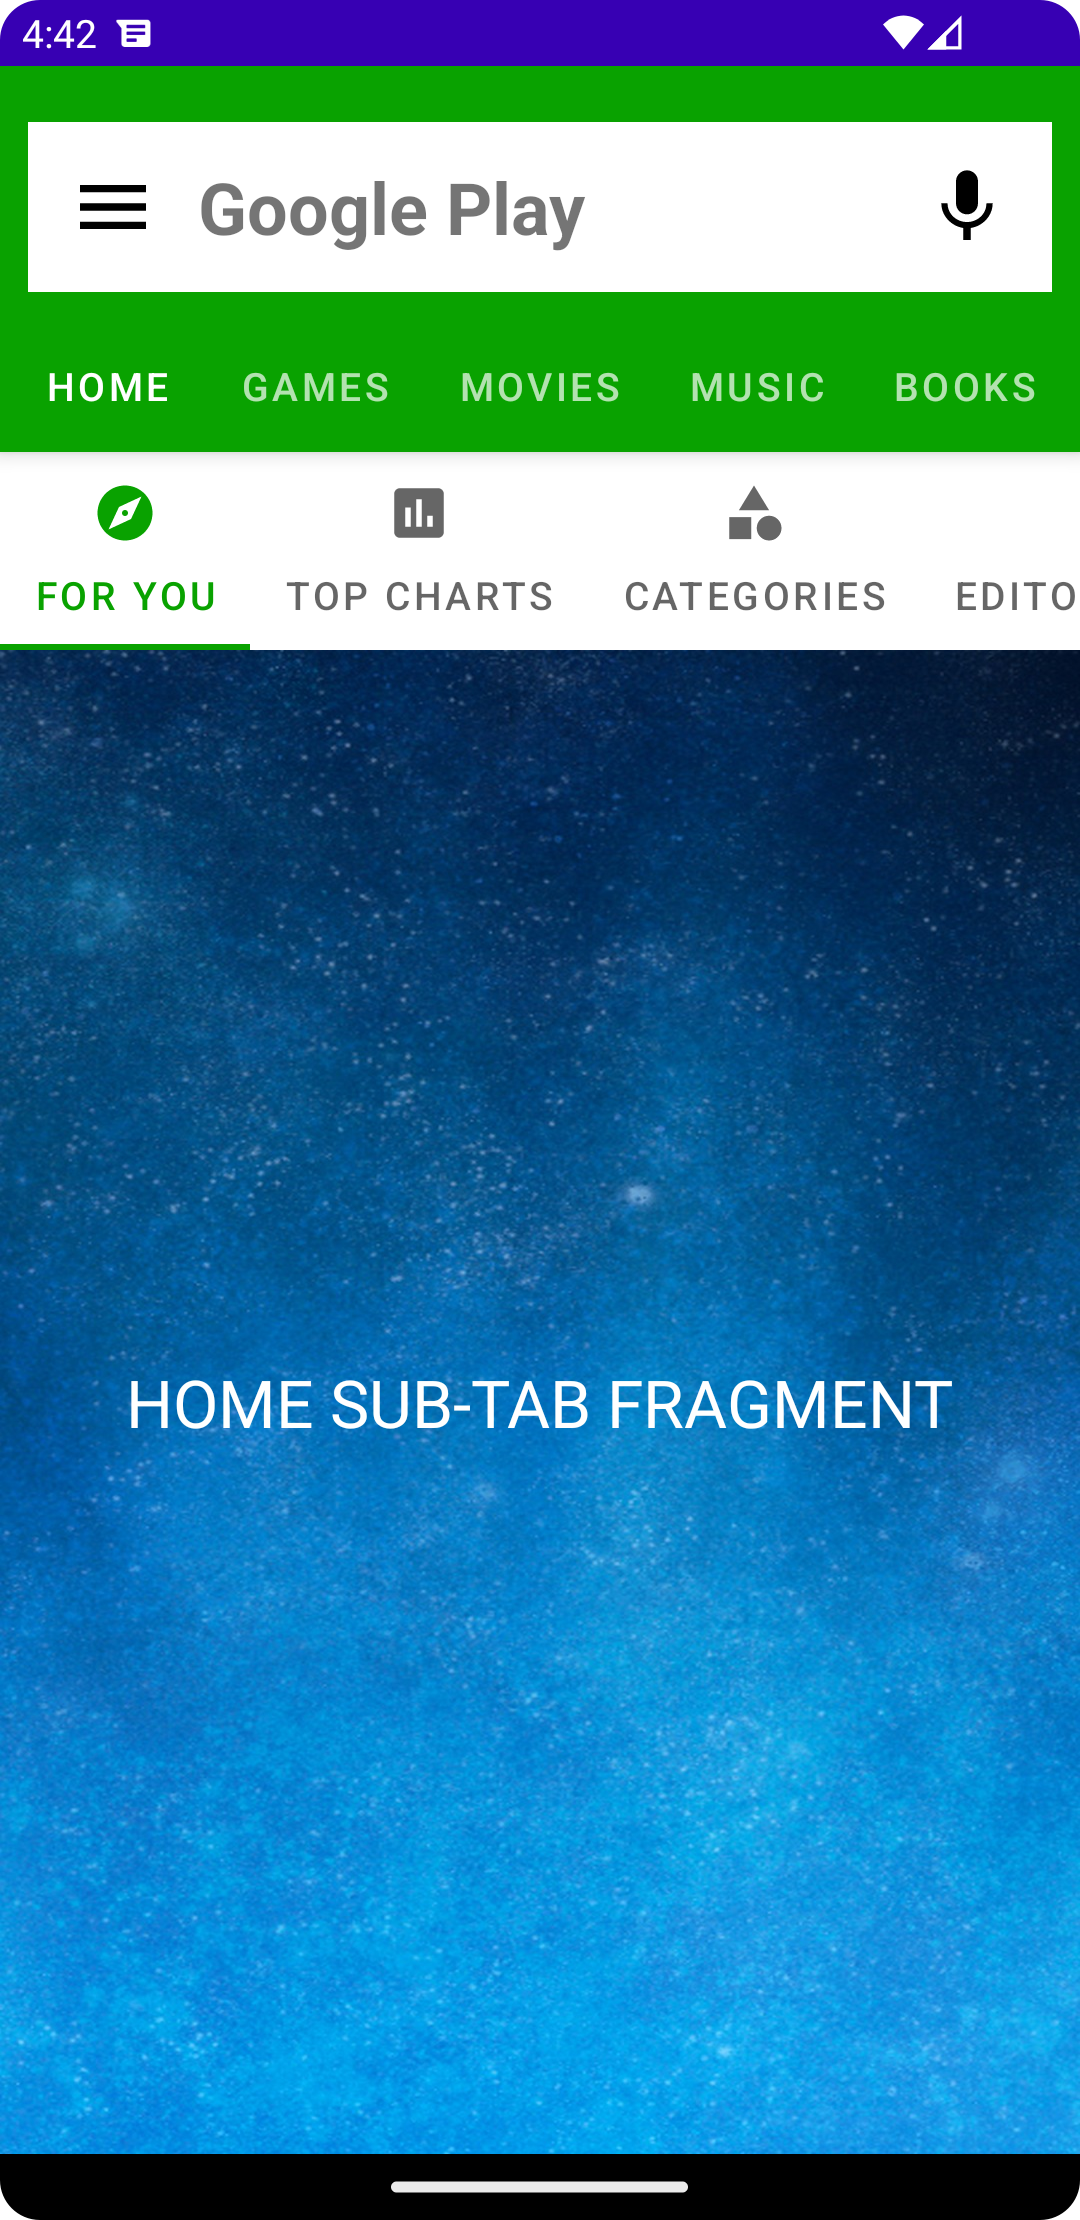 4:42
Google Play
HOME GAMES MOVIES MUSIC BOOKS
FOR YOU TOP CHARTS CATEGORIES EDITO
HOME SUB-TAB FRAGMENT